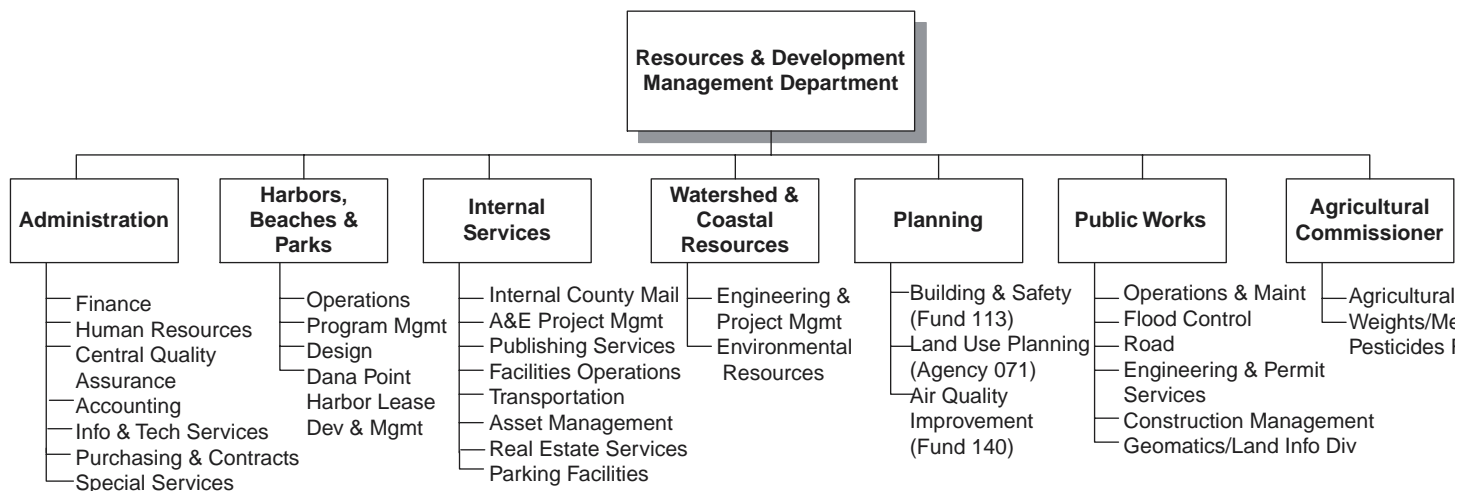 Resources & Development
Management Department
Administration
Finance
Human Resources
Central Quality
Assurance
Accounting
Info & Tech Services
Purchasing & Contracts
Special Services
Harbors,
Beaches &
Parks
Operations
Program Mgmt
Design
Dana Point
Harbor Lease
Dev & Mgmt
Internal
Services
Internal County Mail
A&E Project Mgmt
Publishing Services
Facilities Operations
Transportation
Asset Management
Real Estate Services
Parking Facilities
Watershed &
Coastal
Resources
Engineering &
Project Mgmt
Environmental
Resources
Planning
Building & Safety
(Fund 113)
Land Use Planning
(Agency 071)
Air Quality
Improvement
(Fund 140)
Public Works
Operations & Maint
Flood Control
Road
Engineering & Permit
Services
Construction Management
Geomatics/Land Info Div
Agricultural
Commissioner
Agricultural
Weights/
Pesticides